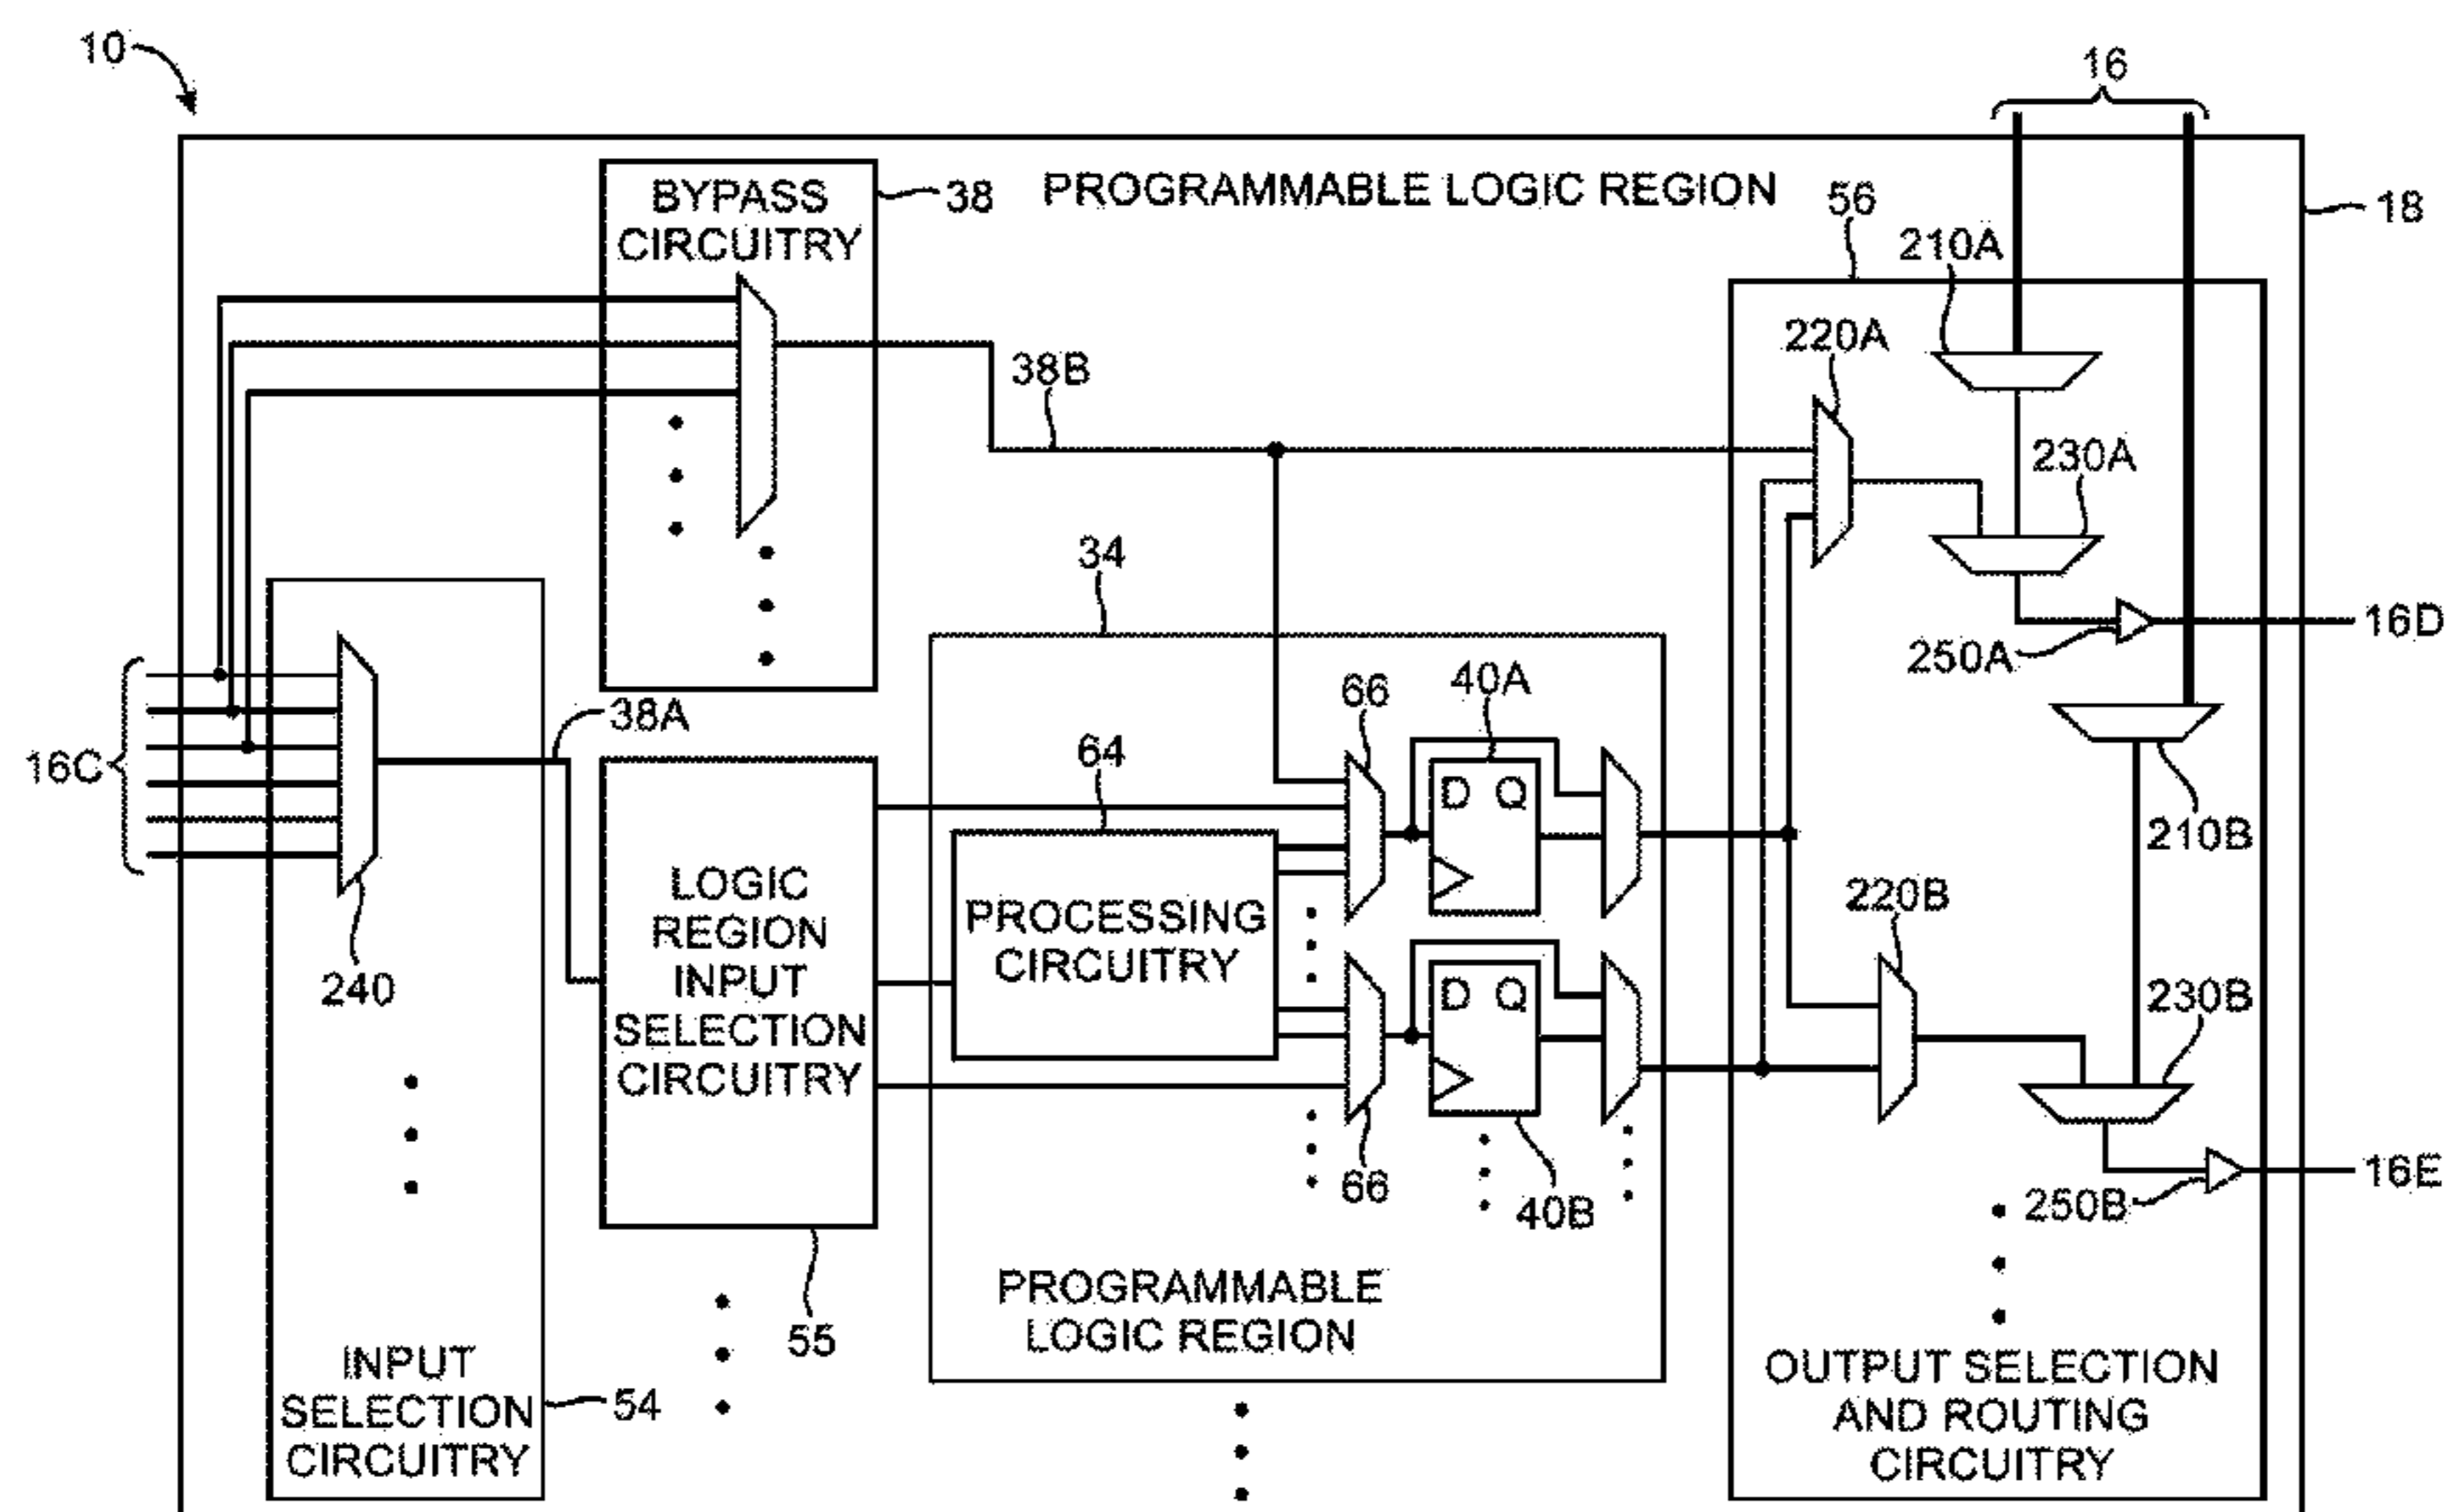 10
16
BYPASS
CIRCUITRY
38
PROGRAMMABLE LOGIC REGION
56
18
210A
220A
38B
230A
34
16D
250A
66
40A
38A
16C
64
D Q
210B
LOGIC
REGION
INPUT
SELECTION
CIRCUITRY
PROCESSING
CIRCUITRY
220B
240
D Q
230B
16E
66
40B
250B
PROGRAMMABLE
LOGIC REGION
55
INPUT
SELECTION
CIRCUITRY
54
OUTPUT SELECTION
AND ROUTING
CIRCUITRY